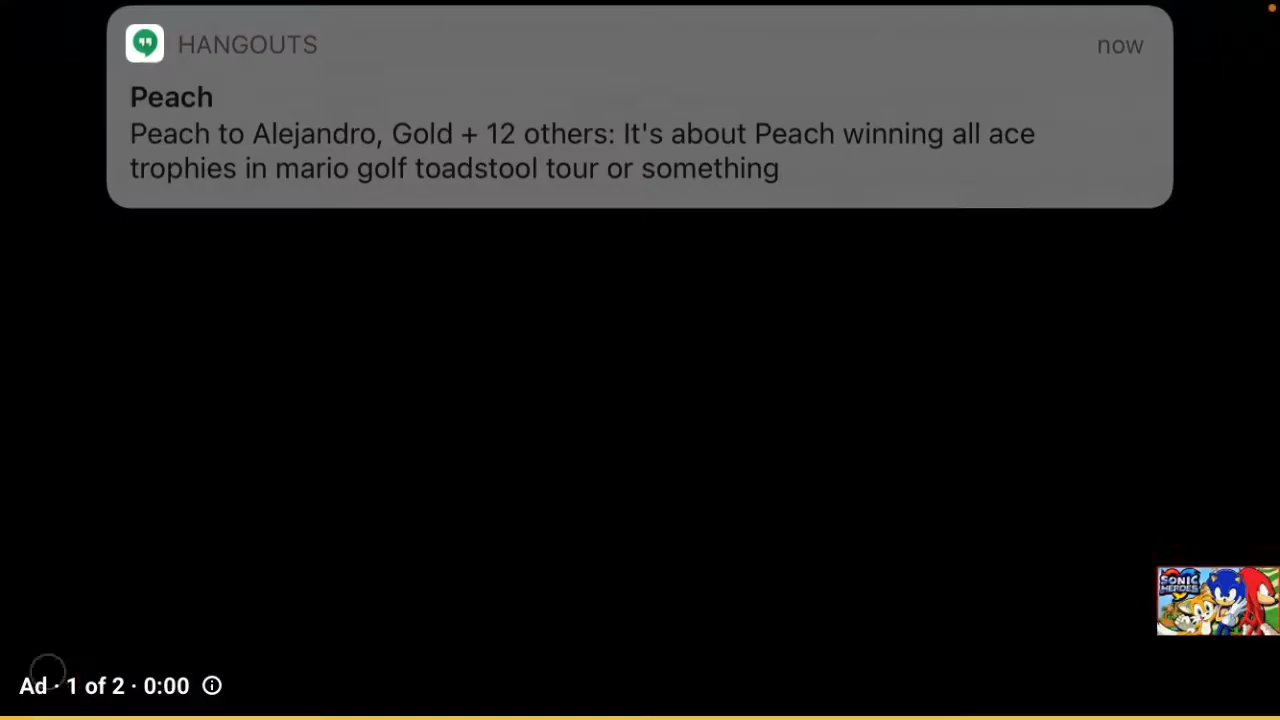 HANGOUTS
now
Peach
Peach to Alejandro, Gold + 12 others: It's about Peach winning all ace
trophies in mario golf toadstool tour or something
SONIC
HEROES
Ad · 1 of 2 · 0:00